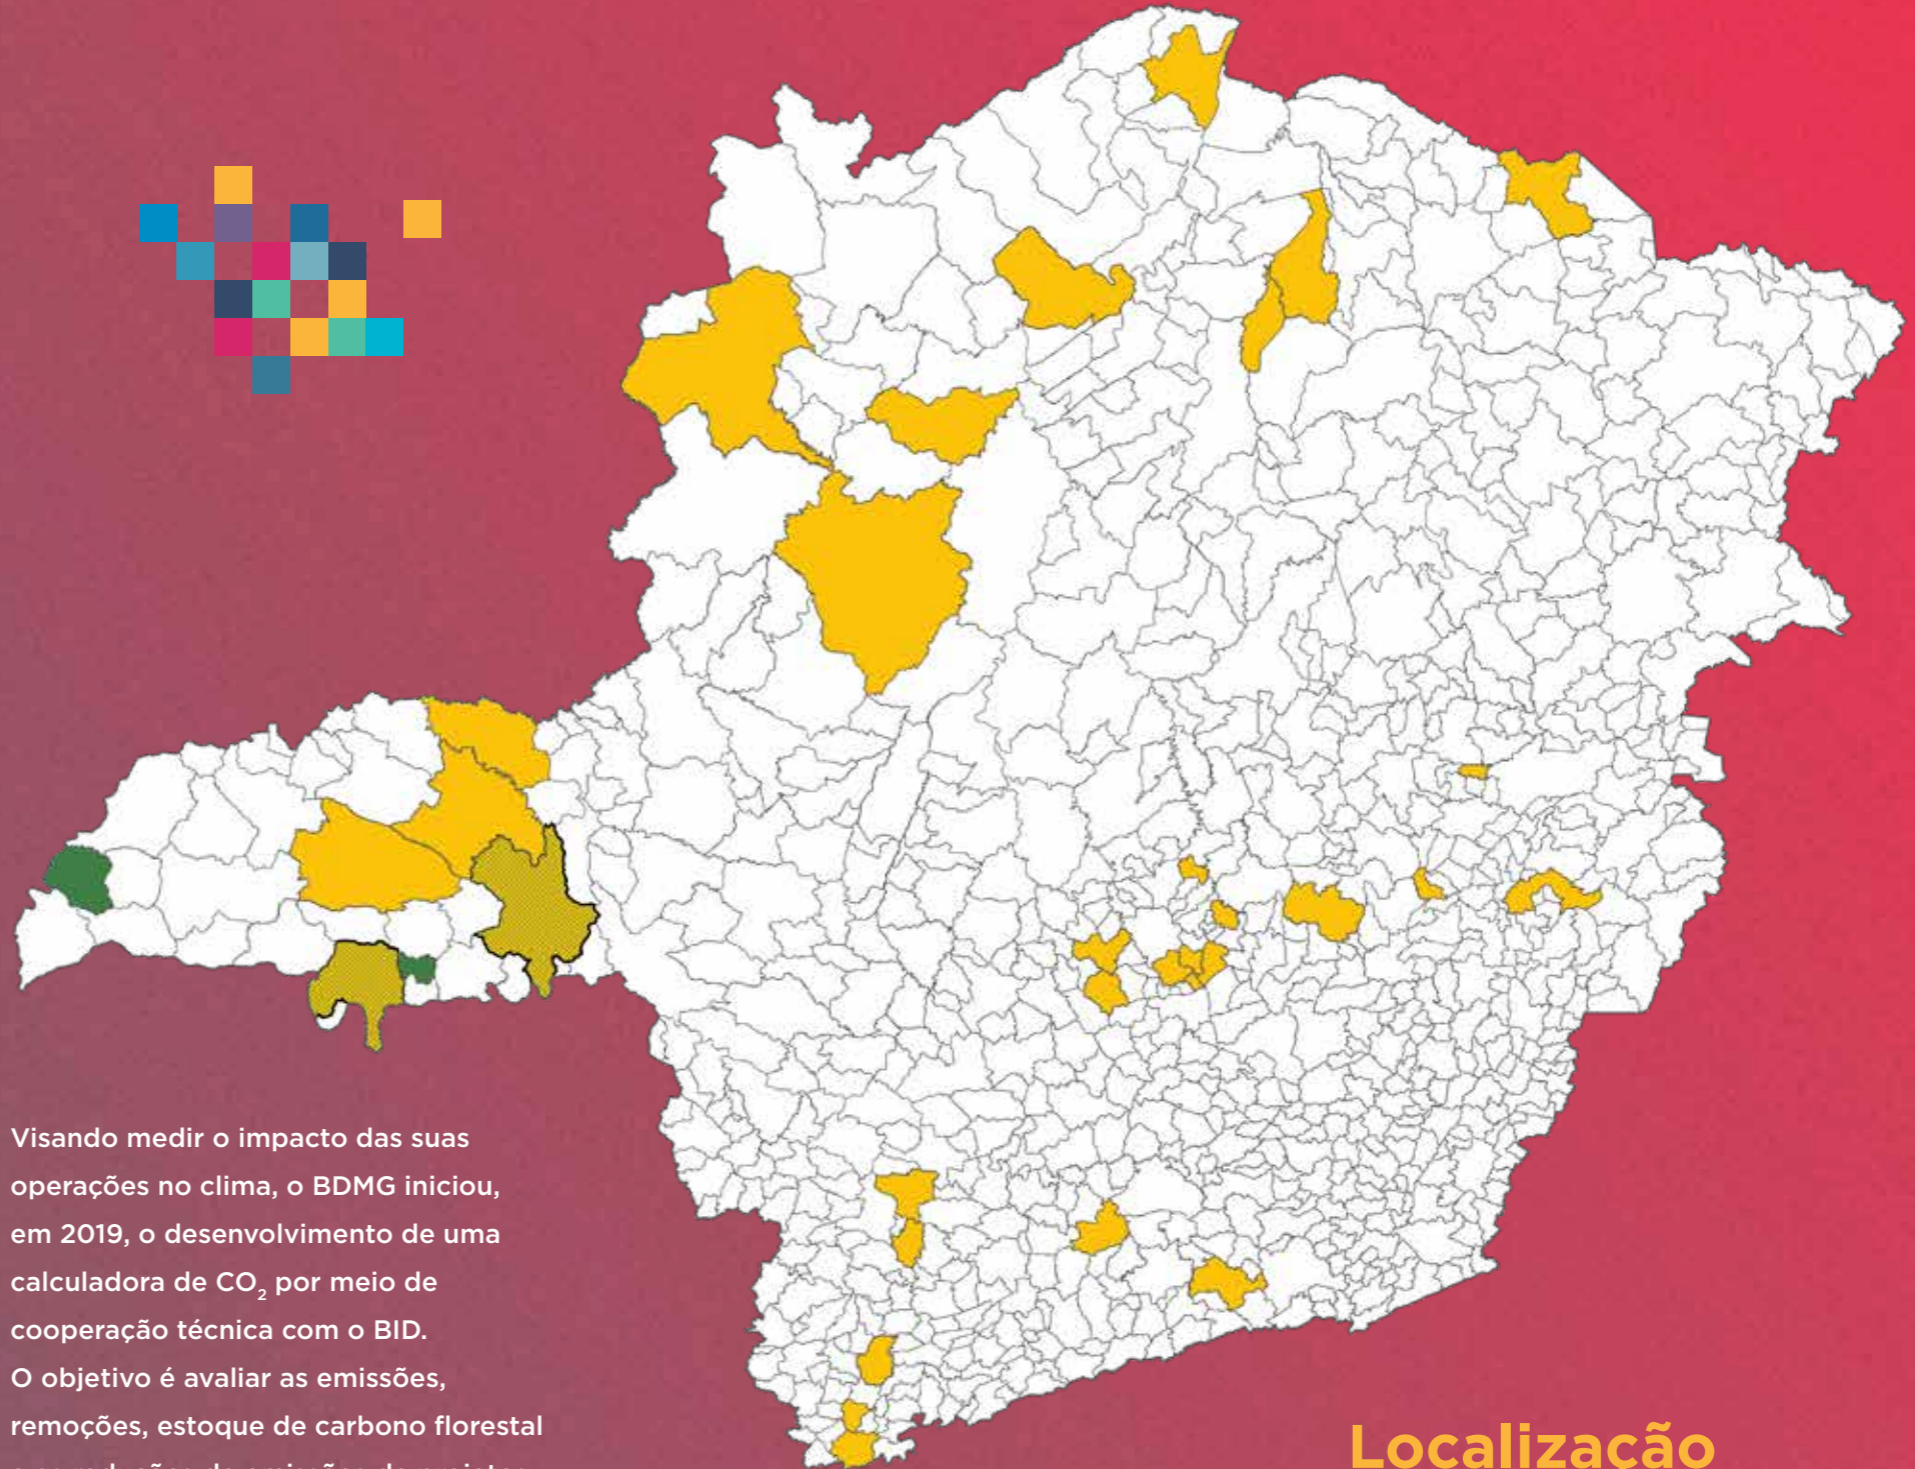 Visando medir o impacto das suas
operações no clima, o BDMG iniciou,
em 2019, o desenvolvimento de uma
calculadora de CO₂ por meio de
cooperação técnica com o BID.
O objetivo é avaliar as emissões,
remoções, estoque de carbono florestal
Localização